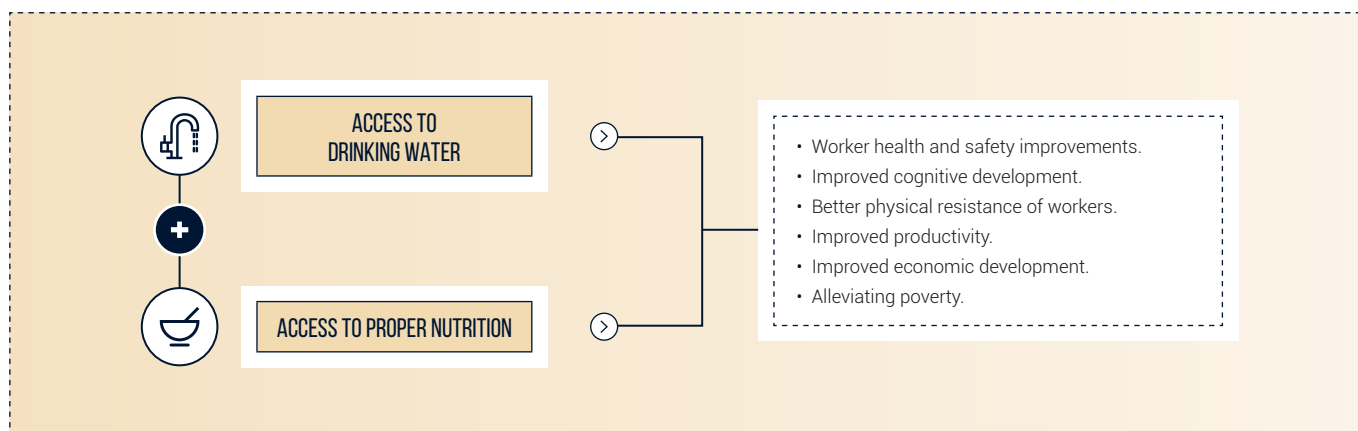 ACCESS TO
DRINKING WATER
ACCESS TO PROPER NUTRITION
• Worker health and safety improvements.
• Improved cognitive development.
• Better physical resistance of workers.
• Improved productivity.
• Improved economic development.
• Alleviating poverty.